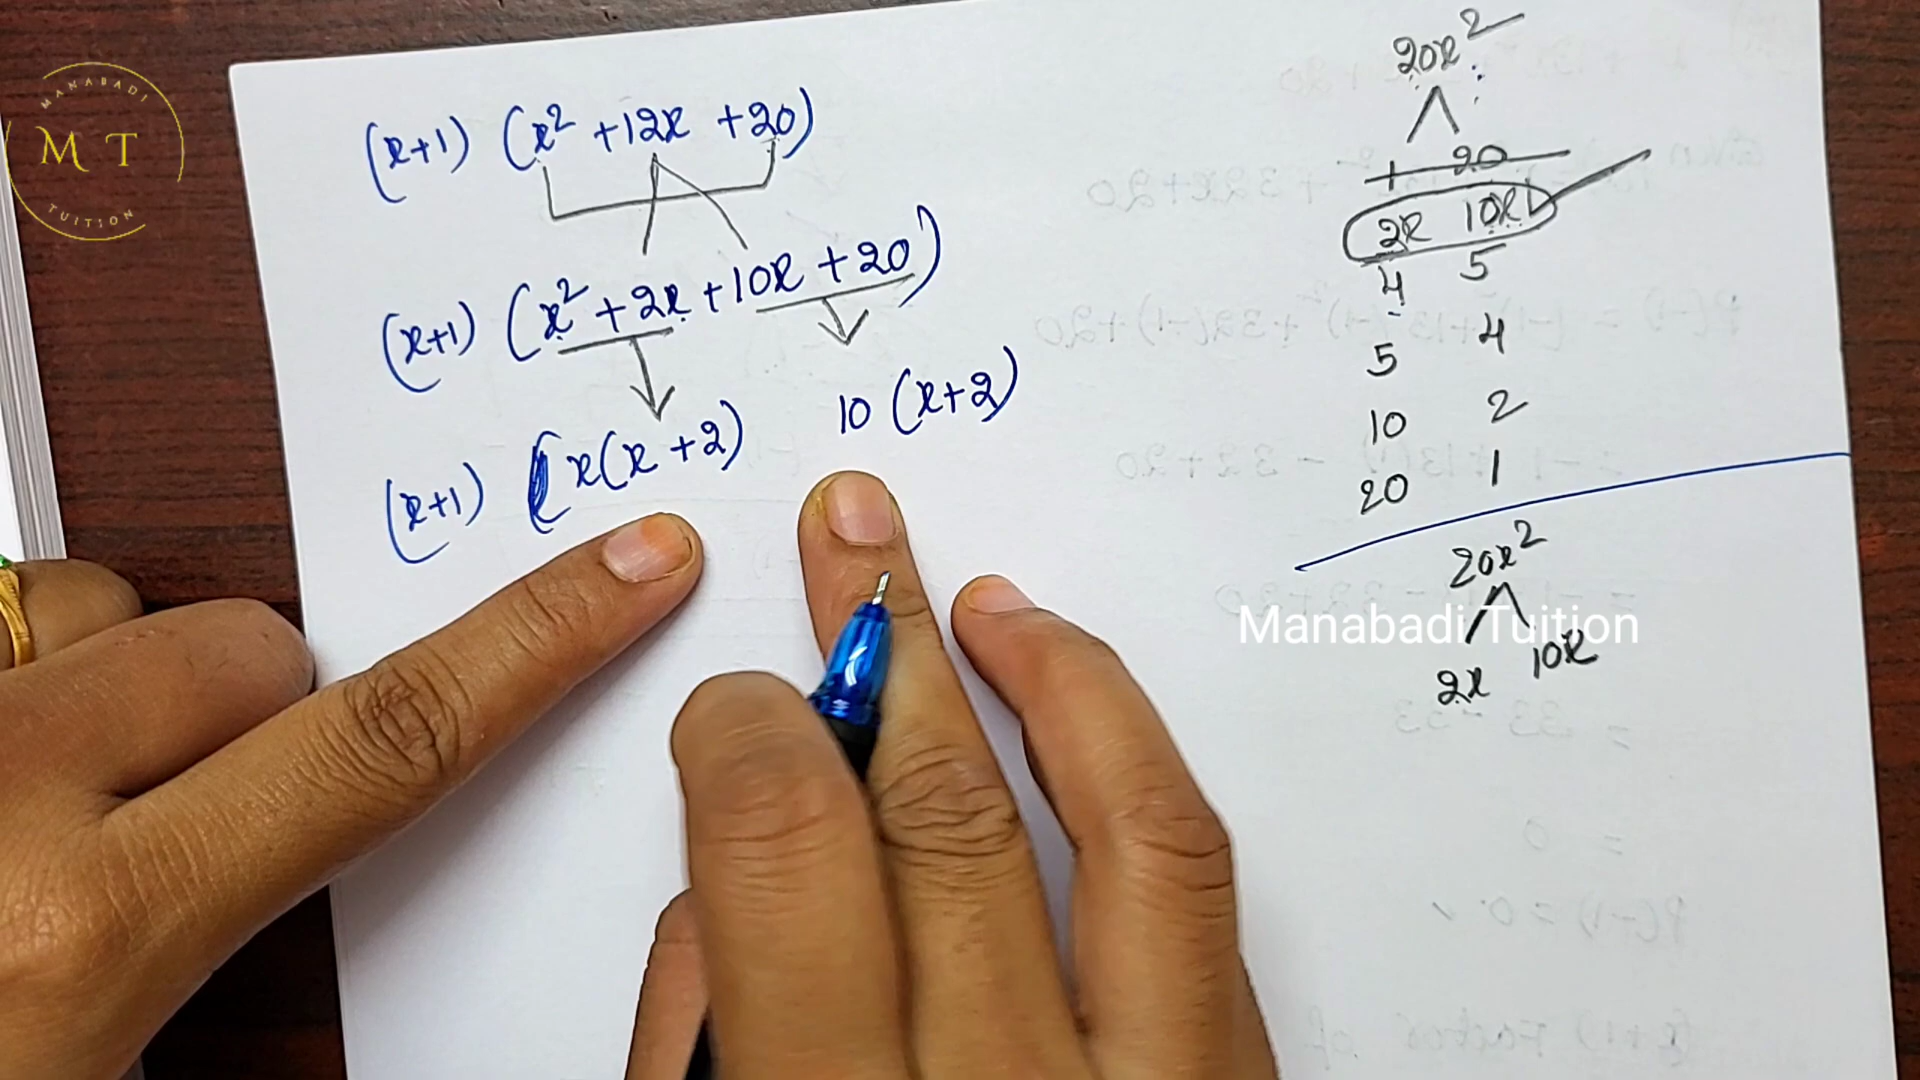 MANABADI
M T
TUITION
(x+1) (x² +12x +20)
(x+1) (x² + 2x + 10x + 20)
(x+1) (x(x+2) 10 (x+2)
20x²
1 20
2x 10x
4 5
5 4
10 2
20 1
20x²
2x 10x
Manabadi Tuition